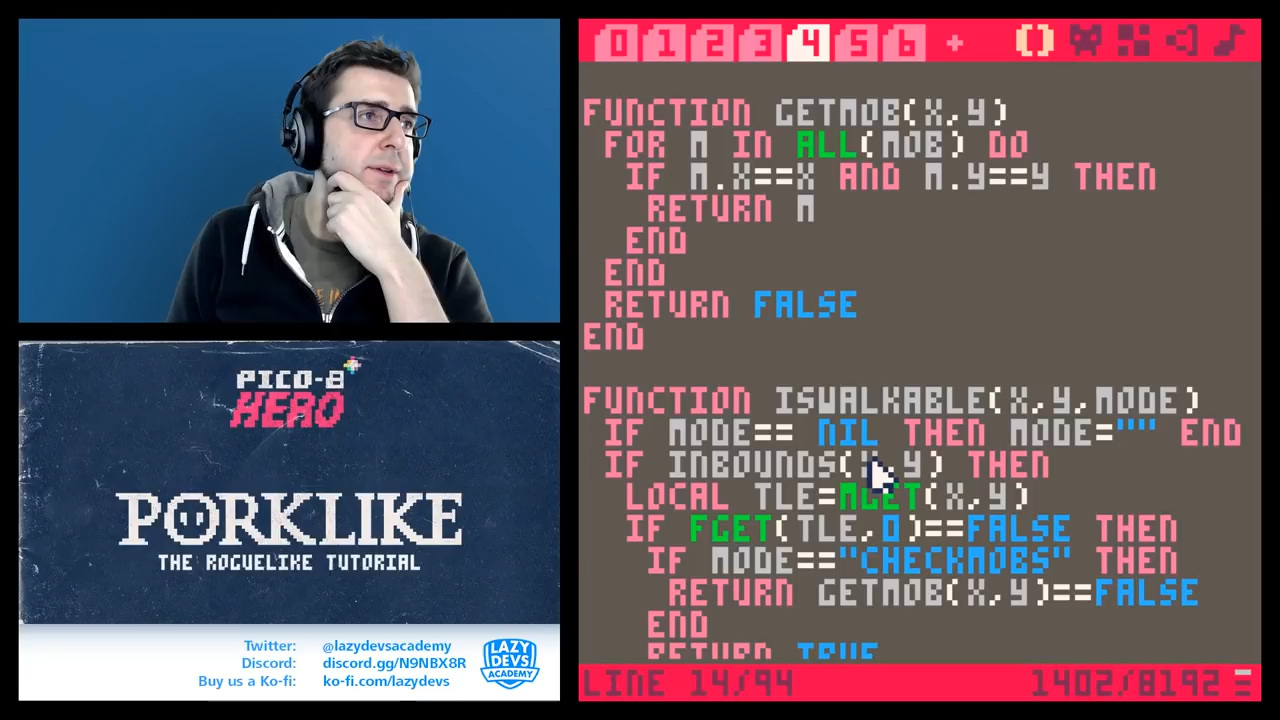 0 1 2 3 4 5 6 +
FUNCTION GETMOB(X,Y)
FOR M IN ALL(MOB) DO
IF M.X==X AND M.Y==Y THEN
RETURN M
END
END
RETURN FALSE
END
FUNCTION ISWALKABLE(X,Y,MODE)
IF MODE== NIL THEN MODE="" END
IF INBOUNDS(X,Y) THEN
LOCAL TLE=MGET(X,Y)
IF FGET(TLE,0)==FALSE THEN
IF MODE=="CHECKMOBS" THEN
RETURN GETMOB(X,Y)==FALSE
END
RETURN TRUE
LINE 14/94 1402/8192
PICO-8
HERO
PORKLIKE
THE ROGUELIKE TUTORIAL
Twitter: @lazydevsacademy
Discord: discord.gg/N9NBX8R
Buy us a Ko-fi: ko-fi.com/lazydevs
LAZY
DEVS
ACADEMY